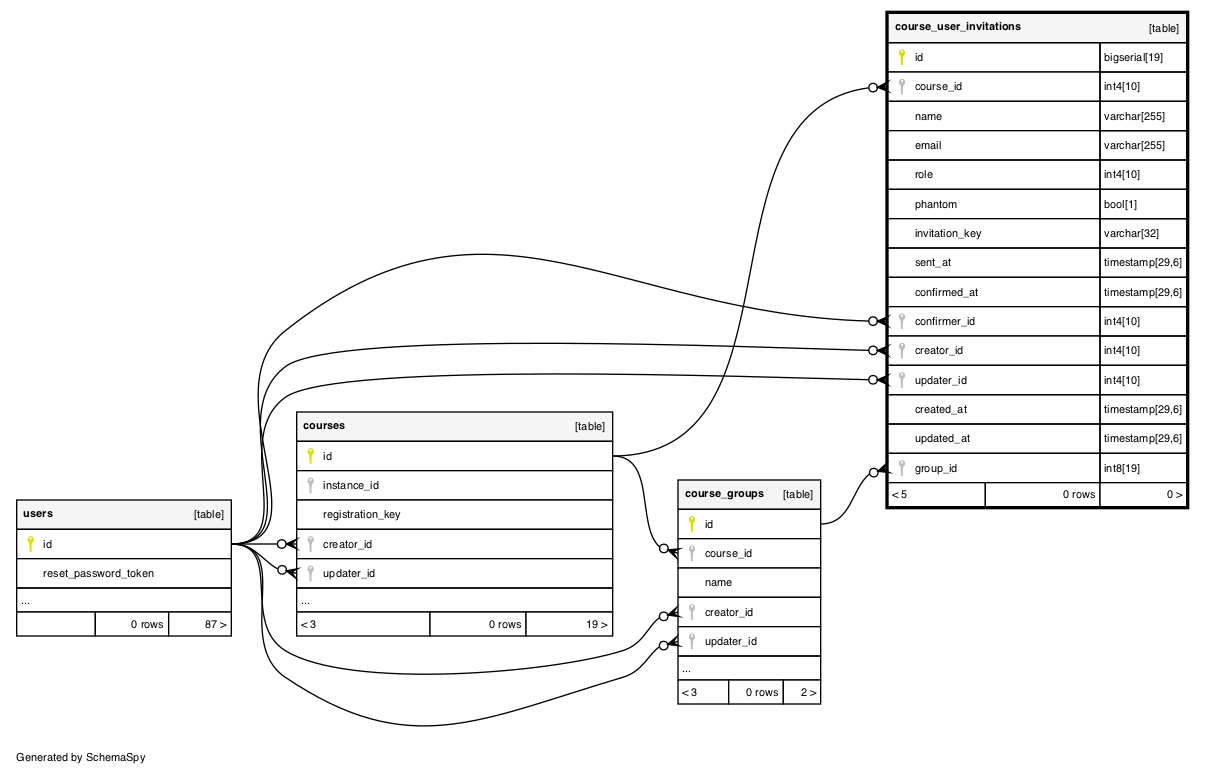 course_user_invitations [table]
id bigserial[19]
course_id int4[10]
name varchar[255]
email varchar[255]
role int4[10]
phantom bool[1]
invitation_key varchar[32]
sent_at timestamp[29,6]
confirmed_at timestamp[29,6]
confirmer_id int4[10]
creator_id int4[10]
updater_id int4[10]
created_at timestamp[29,6]
updated_at timestamp[29,6]
group_id int8[19]
< 5 0 rows 0 >
courses [table]
id
instance_id
registration_key
creator_id
updater_id
...
< 3 0 rows 19 >
course_groups [table]
id
course_id
name
creator_id
updater_id
...
< 3 0 rows 2 >
users [table]
id
reset_password_token
...
0 rows 87 >
Generated by SchemaSpy